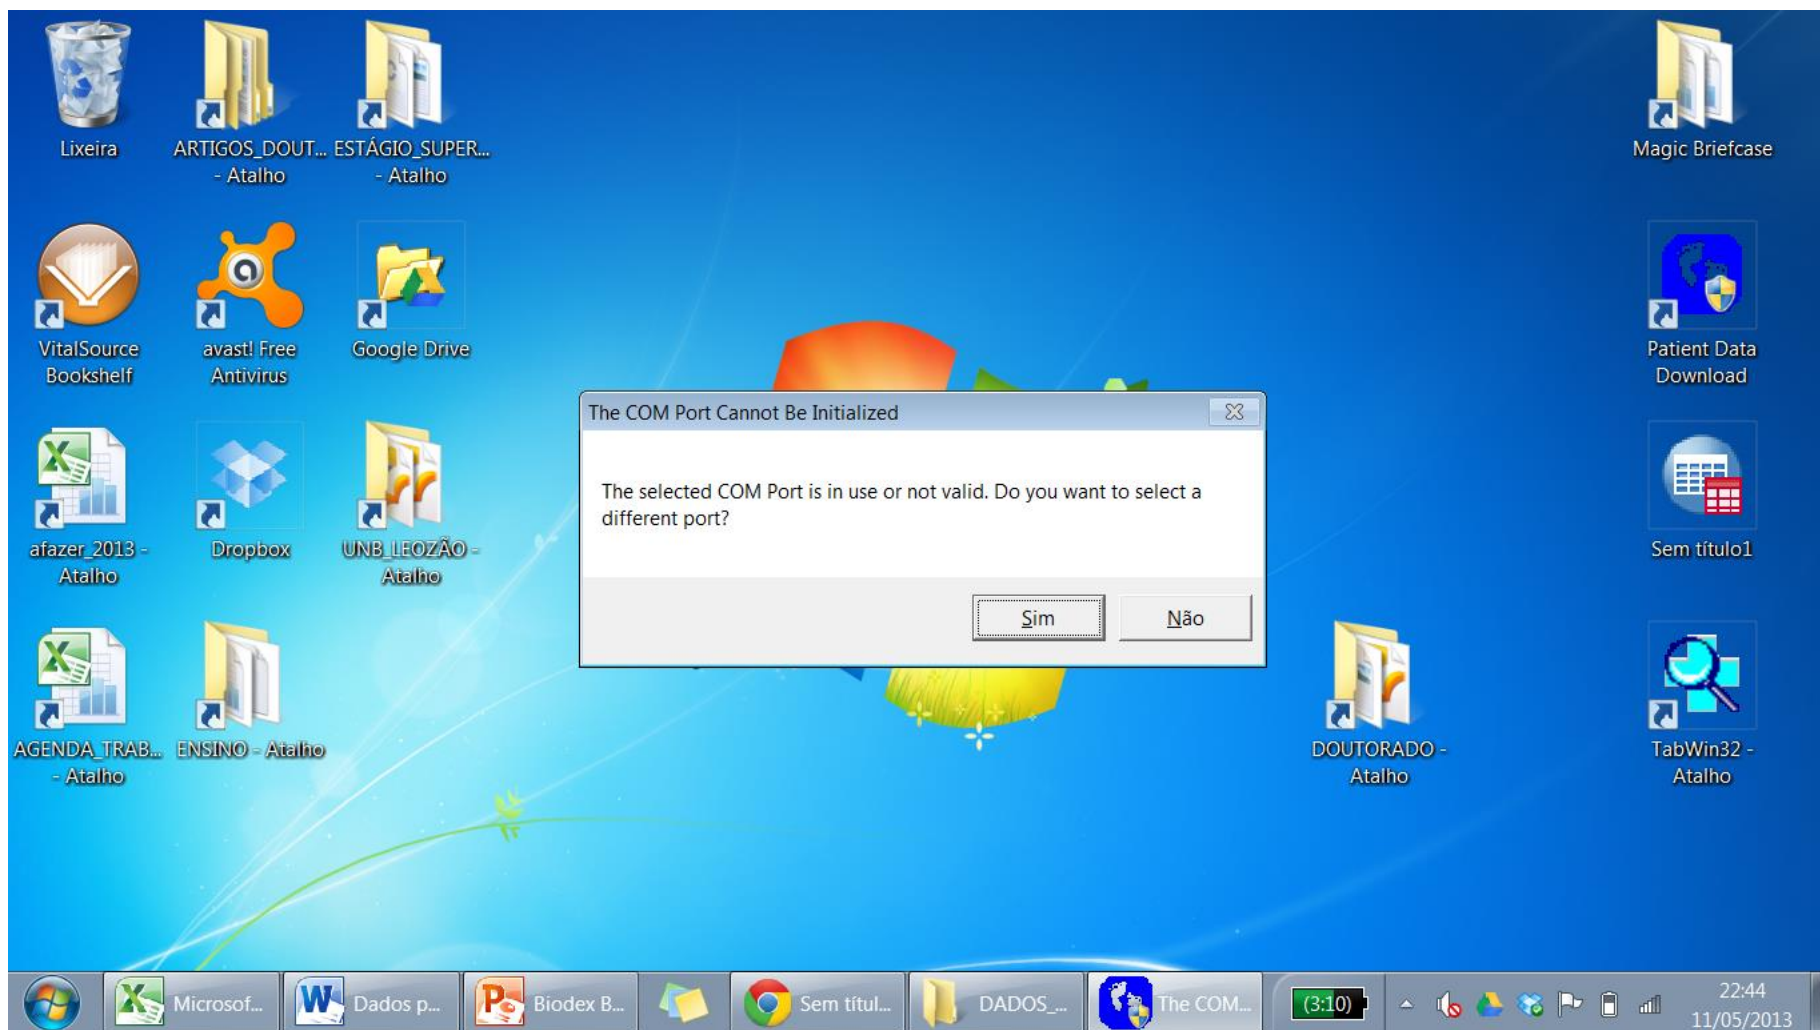 Lixeira
ARTIGOS_DOUT...
- Atalho
ESTÁGIO_SUPER...
- Atalho
Magic Briefcase
VitalSource
Bookshelf
avast! Free
Antivirus
Google Drive
Patient Data
Download
The COM Port Cannot Be Initialized
The selected COM Port is in use or not valid. Do you want to select a
different port?
Sim
Não
afazer_2013 -
Atalho
Dropbox
UNB_LEOZÃO -
Atalho
Sem título1
AGENDA_TRAB...
- Atalho
ENSINO - Atalho
DOUTORADO -
Atalho
TabWin32 -
Atalho
Microsof...
Dados p...
Biodex B...
Sem títul...
DADOS_...
The COM...
(3:10)
22:44
11/05/2013